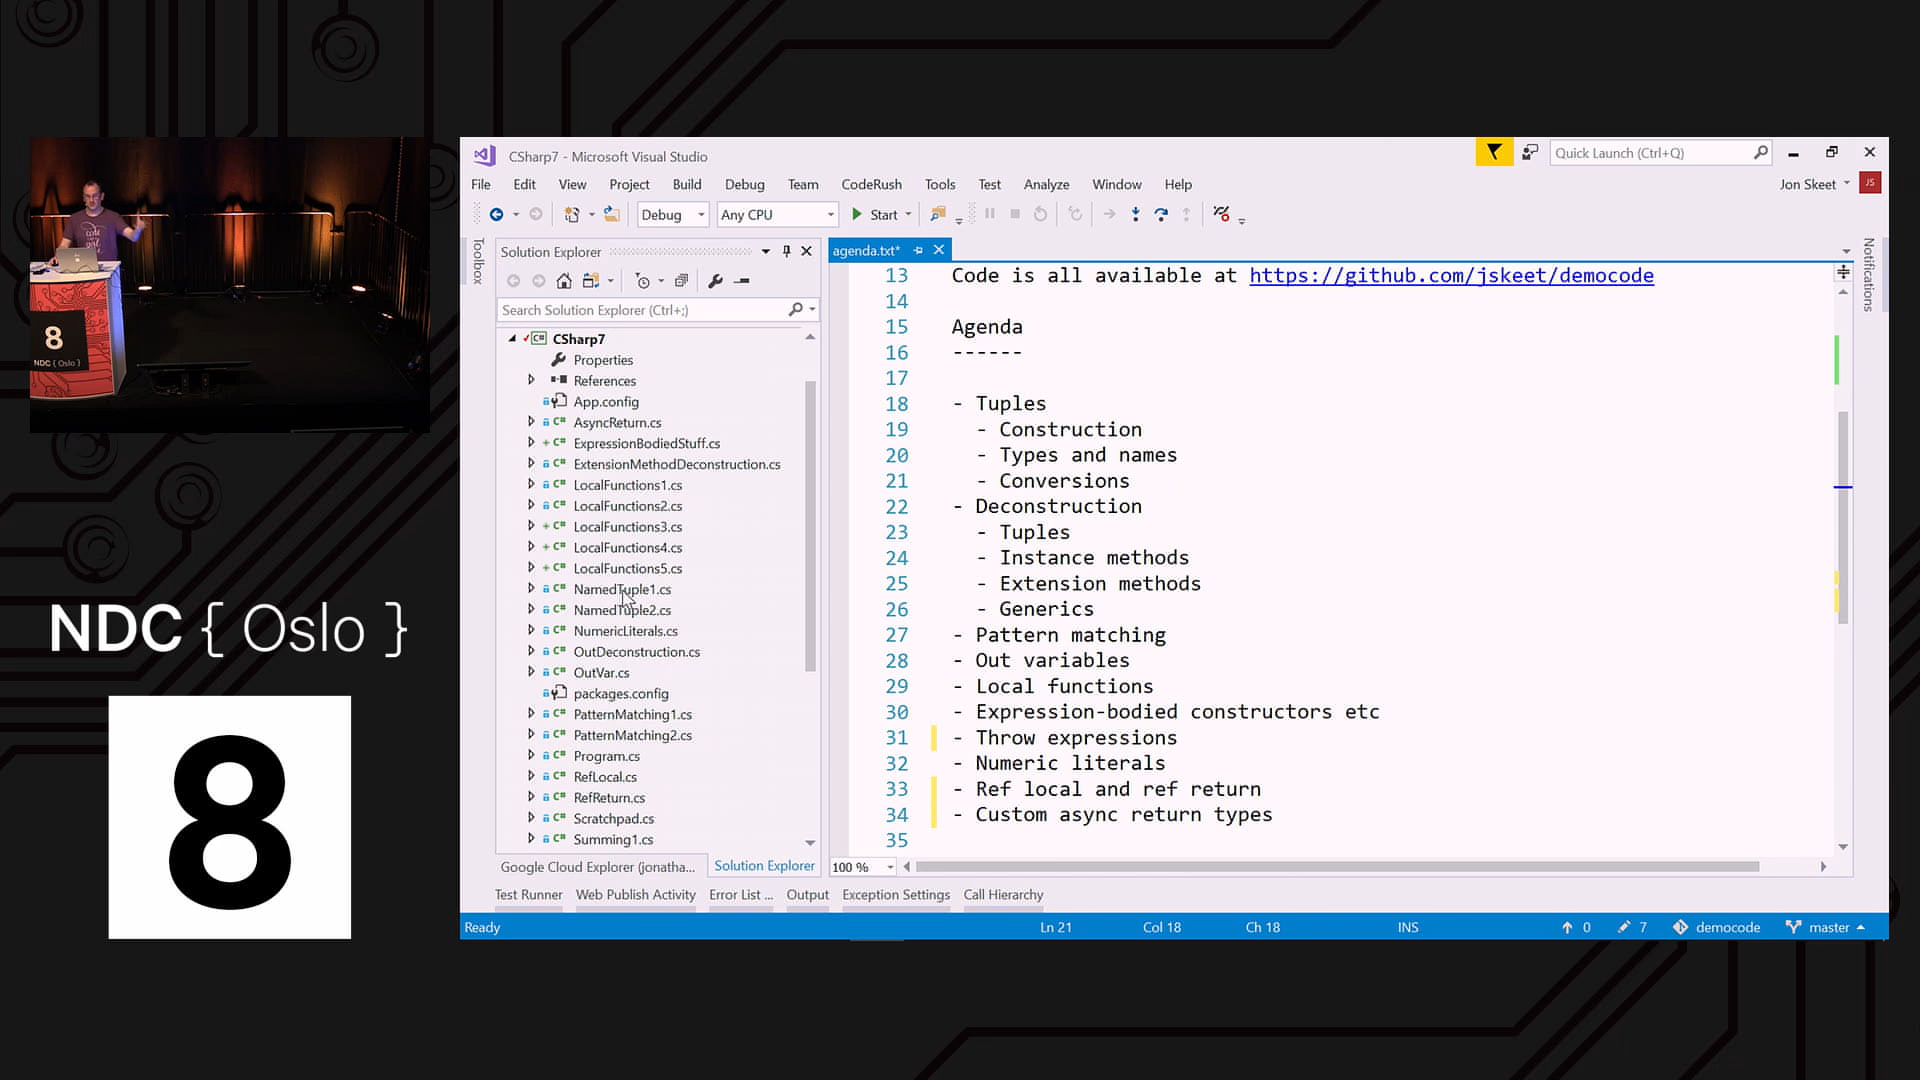 CSharp7 - Microsoft Visual Studio
Quick Launch (Ctrl+Q)
File Edit View Project Build Debug Team CodeRush Tools Test Analyze Window Help
Jon Skeet JS
Debug Any CPU Start
Toolbox
Solution Explorer
Search Solution Explorer (Ctrl+;)
CSharp7
Properties
References
App.config
AsyncReturn.cs
ExpressionBodiedStuff.cs
ExtensionMethodDeconstruction.cs
LocalFunctions1.cs
LocalFunctions2.cs
LocalFunctions3.cs
LocalFunctions4.cs
LocalFunctions5.cs
NamedTuple1.cs
NamedTuple2.cs
NumericLiterals.cs
OutDeconstruction.cs
OutVar.cs
packages.config
PatternMatching1.cs
PatternMatching2.cs
Program.cs
RefLocal.cs
RefReturn.cs
Scratchpad.cs
Summing1.cs
Google Cloud Explorer (jonatha... Solution Explorer
agenda.txt*
13 Code is all available at https://github.com/jskeet/democode
14
15 Agenda
16 ------
17
18 - Tuples
19 - Construction
20 - Types and names
21 - Conversions
22 - Deconstruction
23 - Tuples
24 - Instance methods
25 - Extension methods
26 - Generics
27 - Pattern matching
28 - Out variables
29 - Local functions
30 - Expression-bodied constructors etc
31 - Throw expressions
32 - Numeric literals
33 - Ref local and ref return
34 - Custom async return types
35
100 %
Notifications
Test Runner Web Publish Activity Error List ... Output Exception Settings Call Hierarchy
Ready Ln 21 Col 18 Ch 18 INS 0 7 democode master
8
NDC { Oslo }
NDC { Oslo }
8